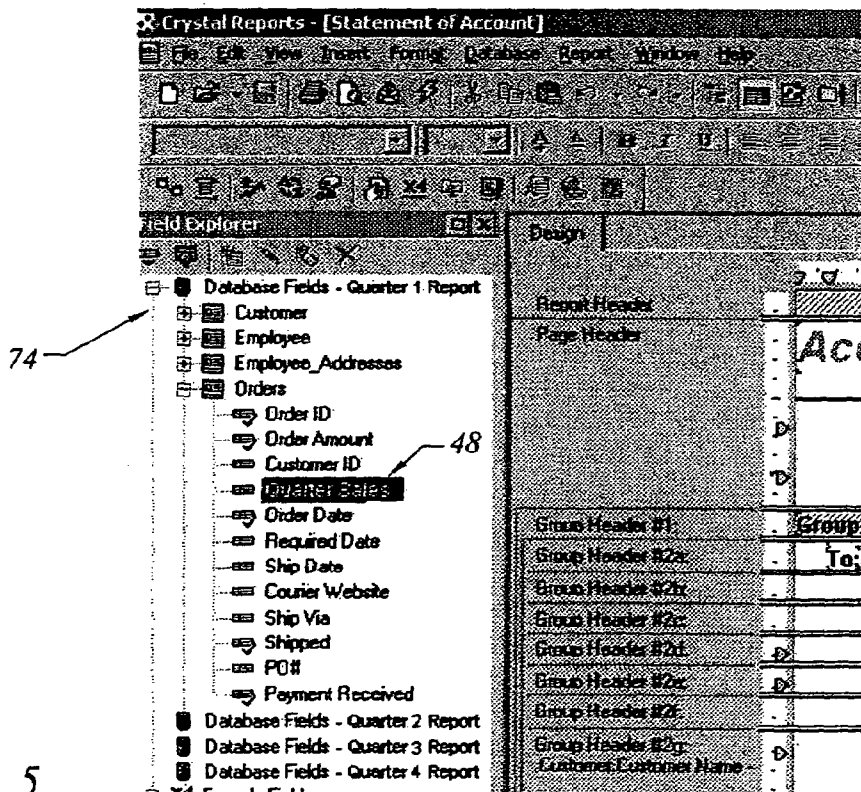 Crystal Reports - [Statement of Account]
File Edit View Insert Format Database Report Window Help
B I U
Field Explorer
Design
Database Fields - Quarter 1 Report
Customer
Employee
Employee_Addresses
Orders
Order ID
Order Amount
Customer ID
Quarter Sales
Order Date
Required Date
Ship Date
Courier Website
Ship Via
Shipped
PO#
Payment Received
Database Fields - Quarter 2 Report
Database Fields - Quarter 3 Report
Database Fields - Quarter 4 Report
74
48
5
Report Header
Page Header
Group Header #1:
Group Header #2a:
Group Header #2b:
Group Header #2c:
Group Header #2d:
Group Header #2e:
Group Header #2f:
Group Header #2g:
Customer.Customer Name -
Acc
Group
To: